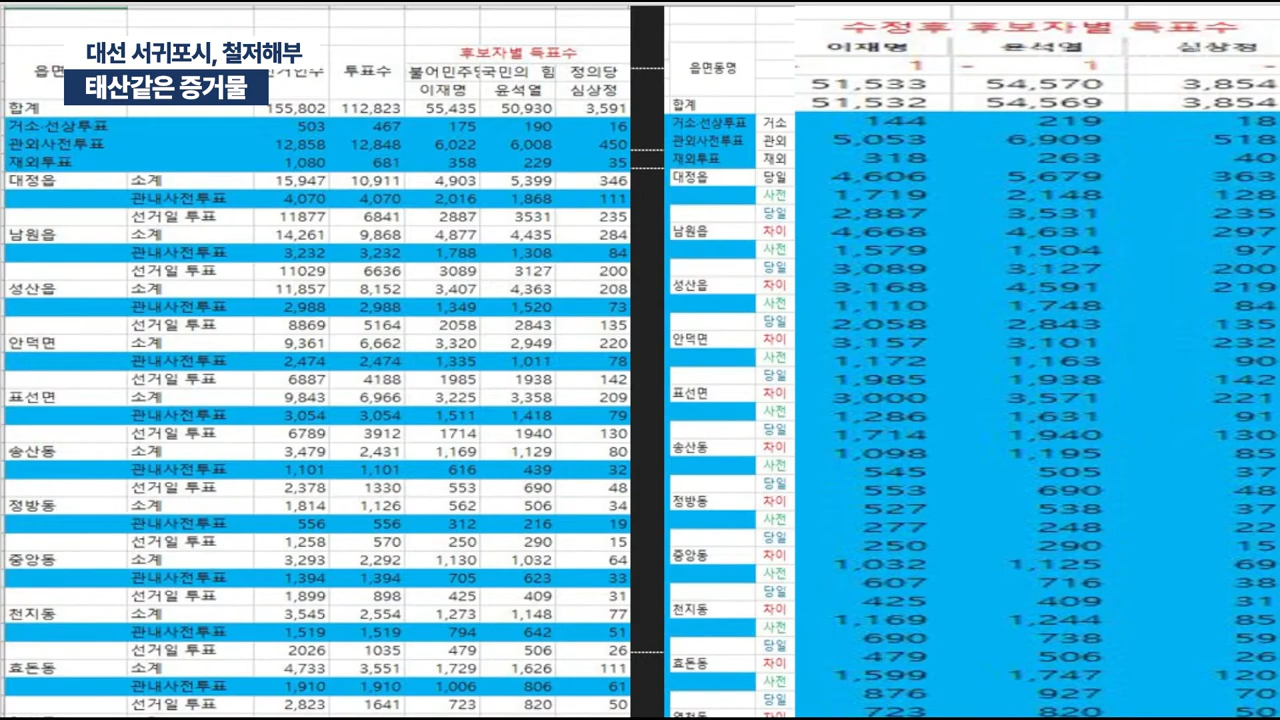 대선 서귀포시, 철저해부
태산같은 증거물
후보자별 득표수
읍면 투표수 국민의 힘 정의당
이재명 윤석열 심상정
합계 155,802 112,823 55,435 50,930 3,591
거소·선상투표 503 467 175 190 16
관외사전투표 12,858 12,848 6,022 6,008 450
재외투표 1,080 681 358 229 35
대정읍 소계 15,947 10,911 4,903 5,399 346
관내사전투표 4,070 4,070 2,016 1,868 111
선거일 투표 11877 6841 2887 3531 235
남원읍 소계 14,261 9,868 4,877 4,435 284
관내사전투표 3,232 3,232 1,788 1,308 84
선거일 투표 11029 6636 3089 3127 200
성산읍 소계 11,857 8,152 3,407 4,363 208
관내사전투표 2,988 2,988 1,349 1,520 73
선거일 투표 8869 5164 2058 2843 135
안덕면 소계 9,361 6,662 3,320 2,949 220
관내사전투표 2,474 2,474 1,335 1,011 78
선거일 투표 6887 4188 1985 1938 142
표선면 소계 9,843 6,966 3,225 3,358 209
관내사전투표 3,054 3,054 1,511 1,418 79
선거일 투표 6789 3912 1714 1940 130
송산동 소계 3,479 2,431 1,169 1,129 80
관내사전투표 1,101 1,101 616 439 32
선거일 투표 2,378 1330 553 690 48
정방동 소계 1,814 1,126 562 506 34
관내사전투표 556 556 312 216 19
선거일 투표 1,258 570 250 290 15
중앙동 소계 3,293 2,292 1,130 1,032 64
관내사전투표 1,394 1,394 705 623 33
선거일 투표 1,899 898 425 409 31
천지동 소계 3,545 2,554 1,273 1,148 77
관내사전투표 1,519 1,519 794 642 51
선거일 투표 2026 1035 479 506 26
효돈동 소계 4,733 3,551 1,729 1,626 111
관내사전투표 1,910 1,910 1,006 806 61
선거일 투표 2,823 1641 723 820 50
수정후 후보자별 득표수
읍면동명 이재명 윤석열 심상정
- 1 - 1 -
51,533 54,570 3,854
합계 51,532 54,569 3,854
거소·선상투표 거소 144 219 18
관외사전투표 관외 5,053 6,909 518
재외투표 재외 318 263 40
대정읍 당일 4,606 5,679 363
사전 1,719 2,148 128
당일 2,887 3,531 235
남원읍 차이 4,668 4,631 297
사전 1,579 1,504 97
당일 3,089 3,127 200
성산읍 차이 3,168 4,591 219
사전 1,110 1,748 84
당일 2,058 2,843 135
안덕면 차이 3,157 3,101 232
사전 1,172 1,163 90
당일 1,985 1,938 142
표선면 차이 3,000 3,571 221
사전 1,286 1,631 91
당일 1,714 1,940 130
송산동 차이 1,098 1,195 85
사전 545 505 37
당일 553 690 48
정방동 차이 527 538 37
사전 277 248 22
당일 250 290 15
중앙동 차이 1,032 1,125 69
사전 607 716 38
당일 425 409 31
천지동 차이 1,169 1,244 85
사전 690 738 59
당일 479 506 26
효돈동 차이 1,599 1,747 120
사전 876 927 70
당일 723 820 50
차이